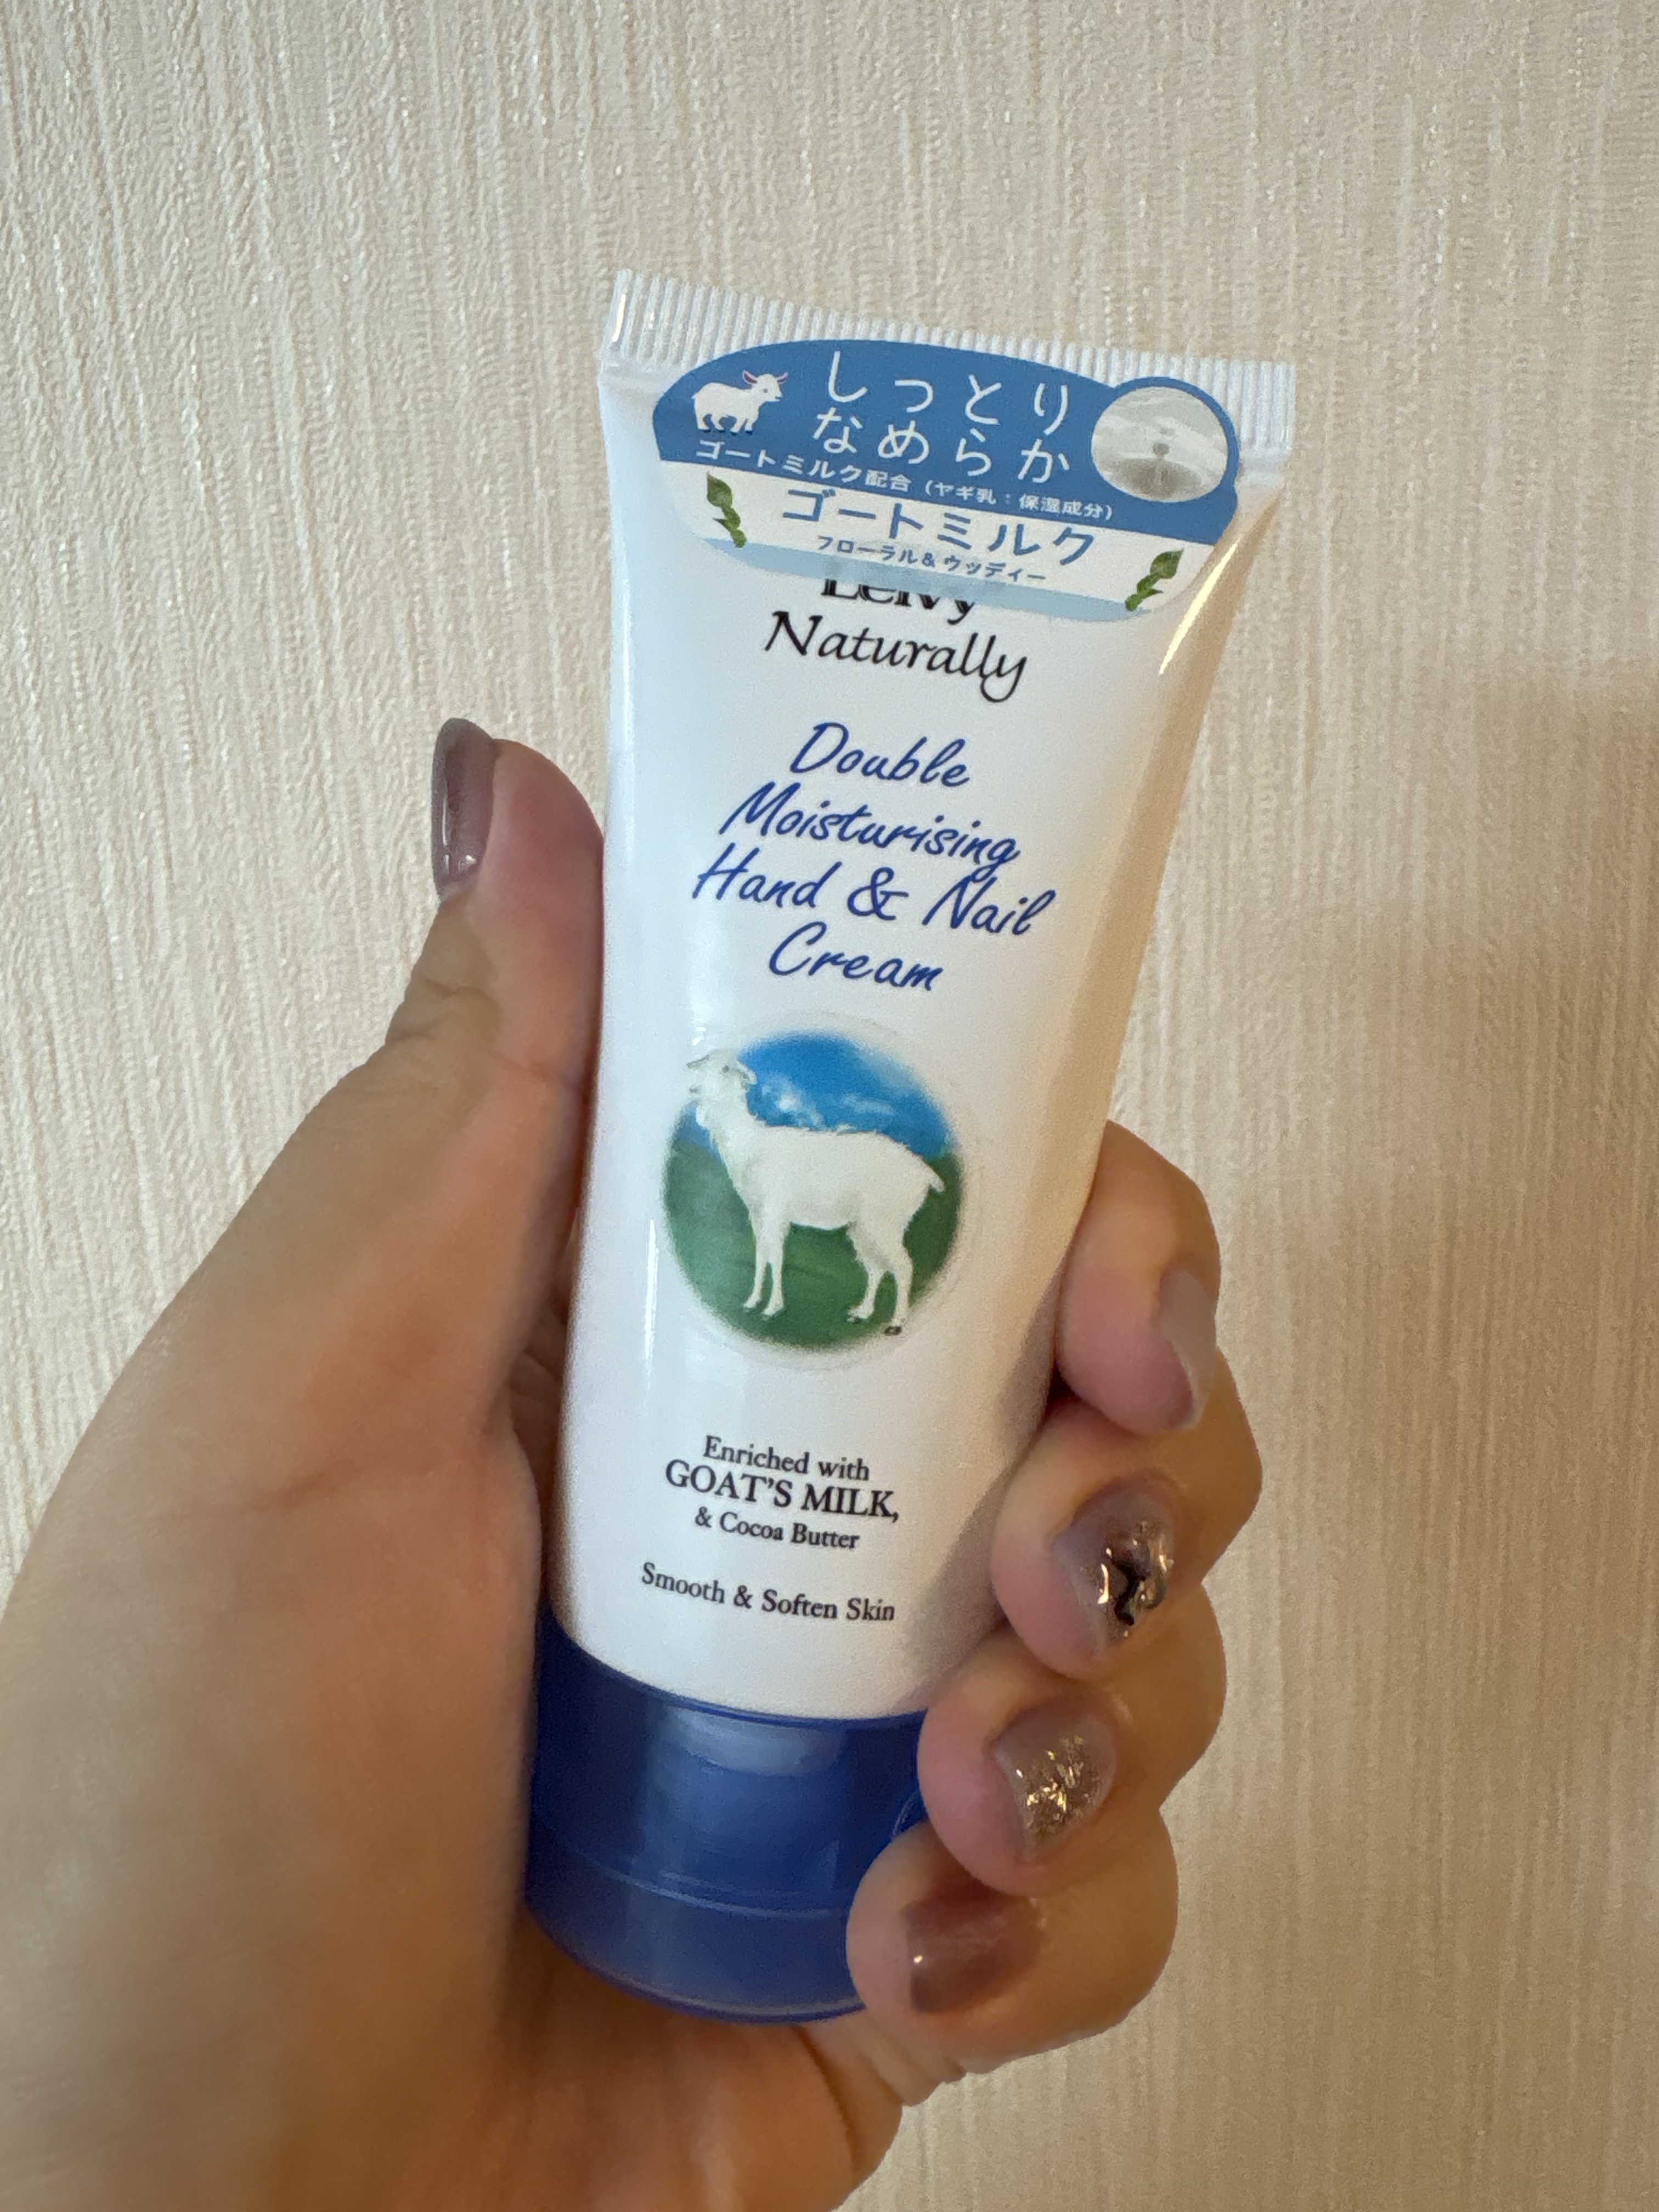 しっとり
なめらか
ゴートミルク配合 (ヤギ乳：保湿成分)
ゴートミルク
フローラル&ウッディー
Leivy
Naturally
Double
Moisturising
Hand & Nail
Cream
Enriched with
GOAT'S MILK,
& Cocoa Butter
Smooth & Soften Skin